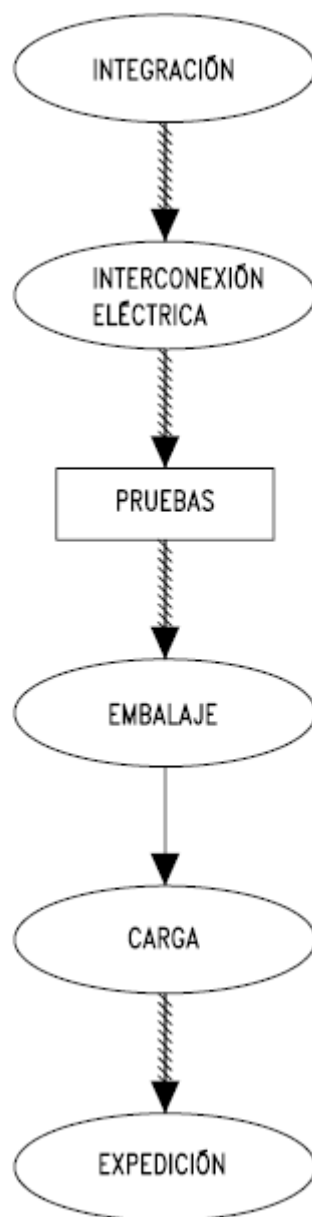 INTEGRACIÓN
INTERCONEXIÓN
ELÉCTRICA
PRUEBAS
EMBALAJE
CARGA
EXPEDICIÓN